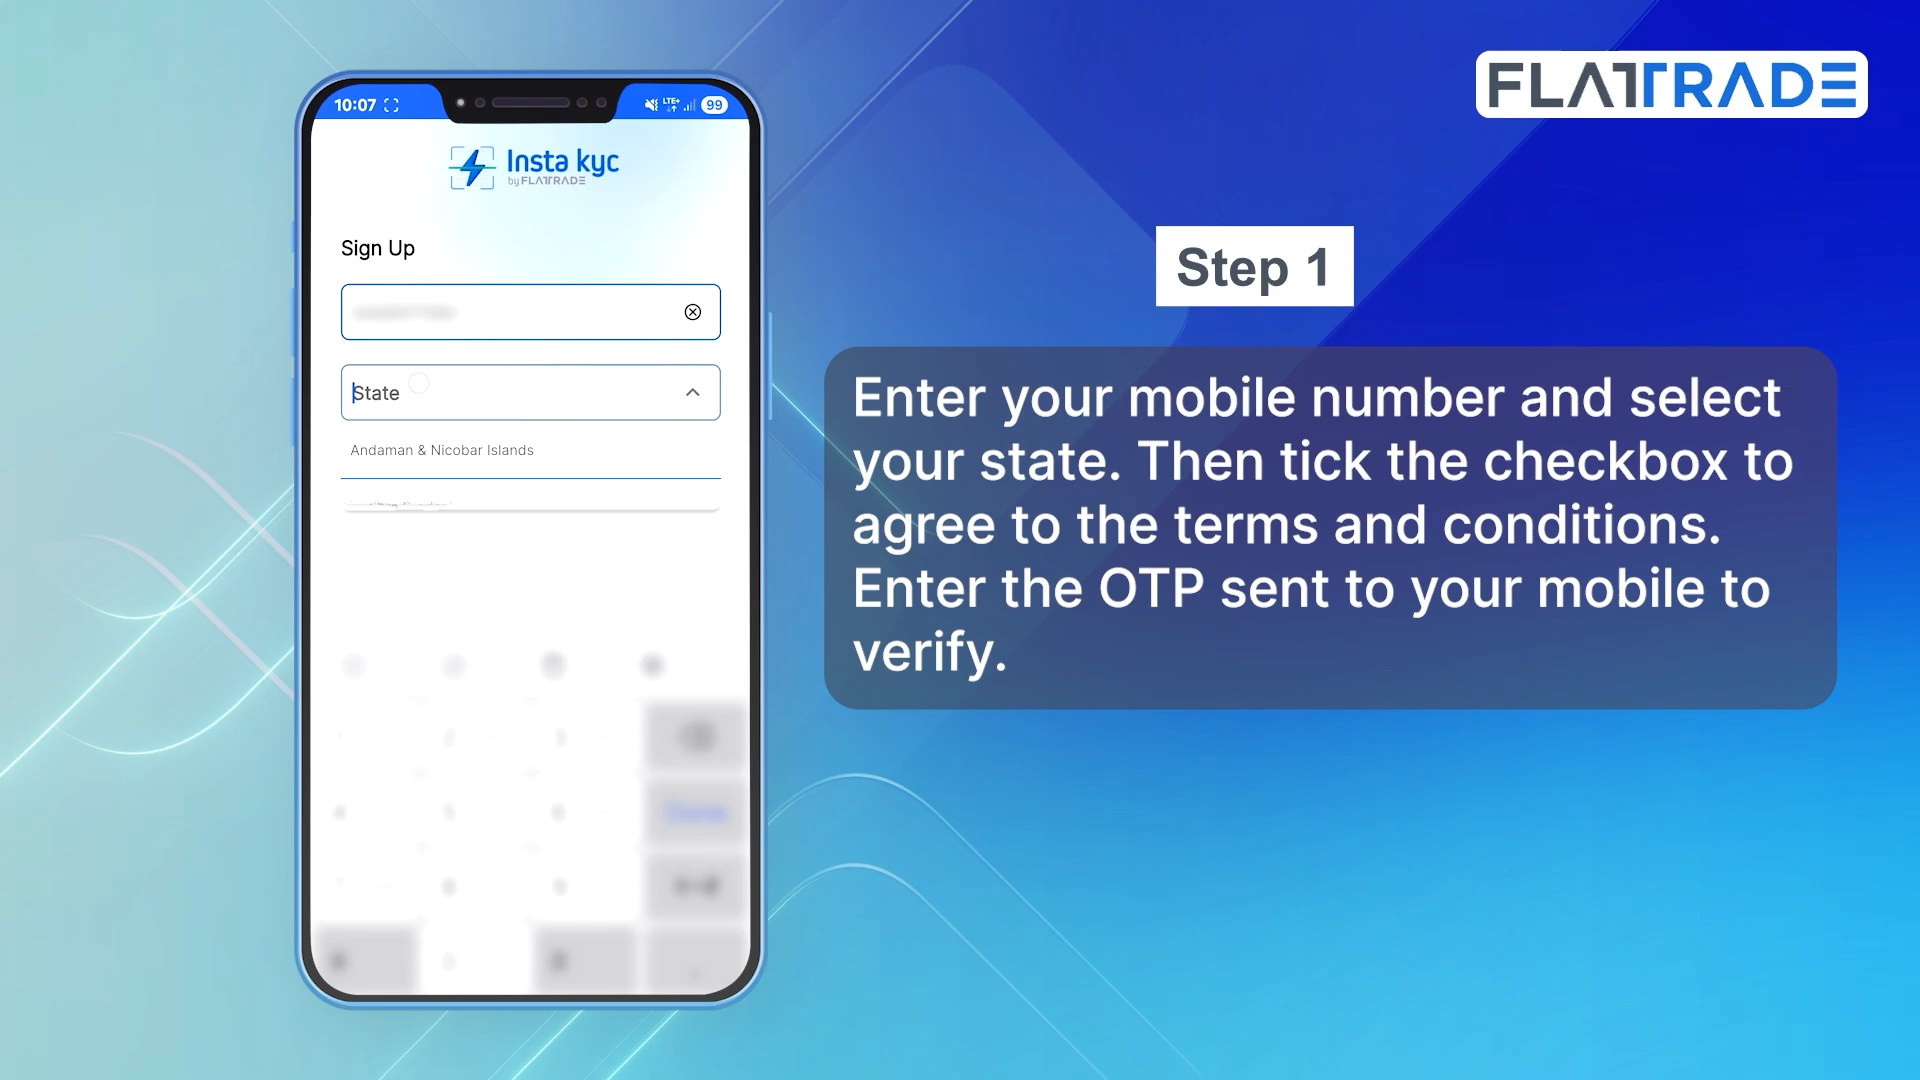 10:07
LTE+
99
Insta kyc
by FLATTRADE
Sign Up
State
Andaman & Nicobar Islands
FLATTRADE
Step 1
Enter your mobile number and select
your state. Then tick the checkbox to
agree to the terms and conditions.
Enter the OTP sent to your mobile to
verify.